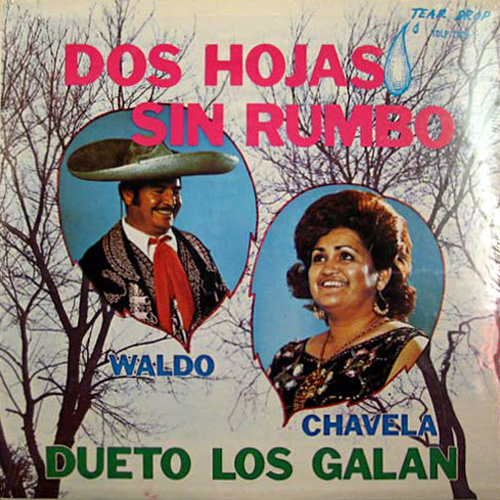 TEAR DROP
DOS HOJAS
SIN RUMBO
WALDO
CHAVELA
DUETO LOS GALAN